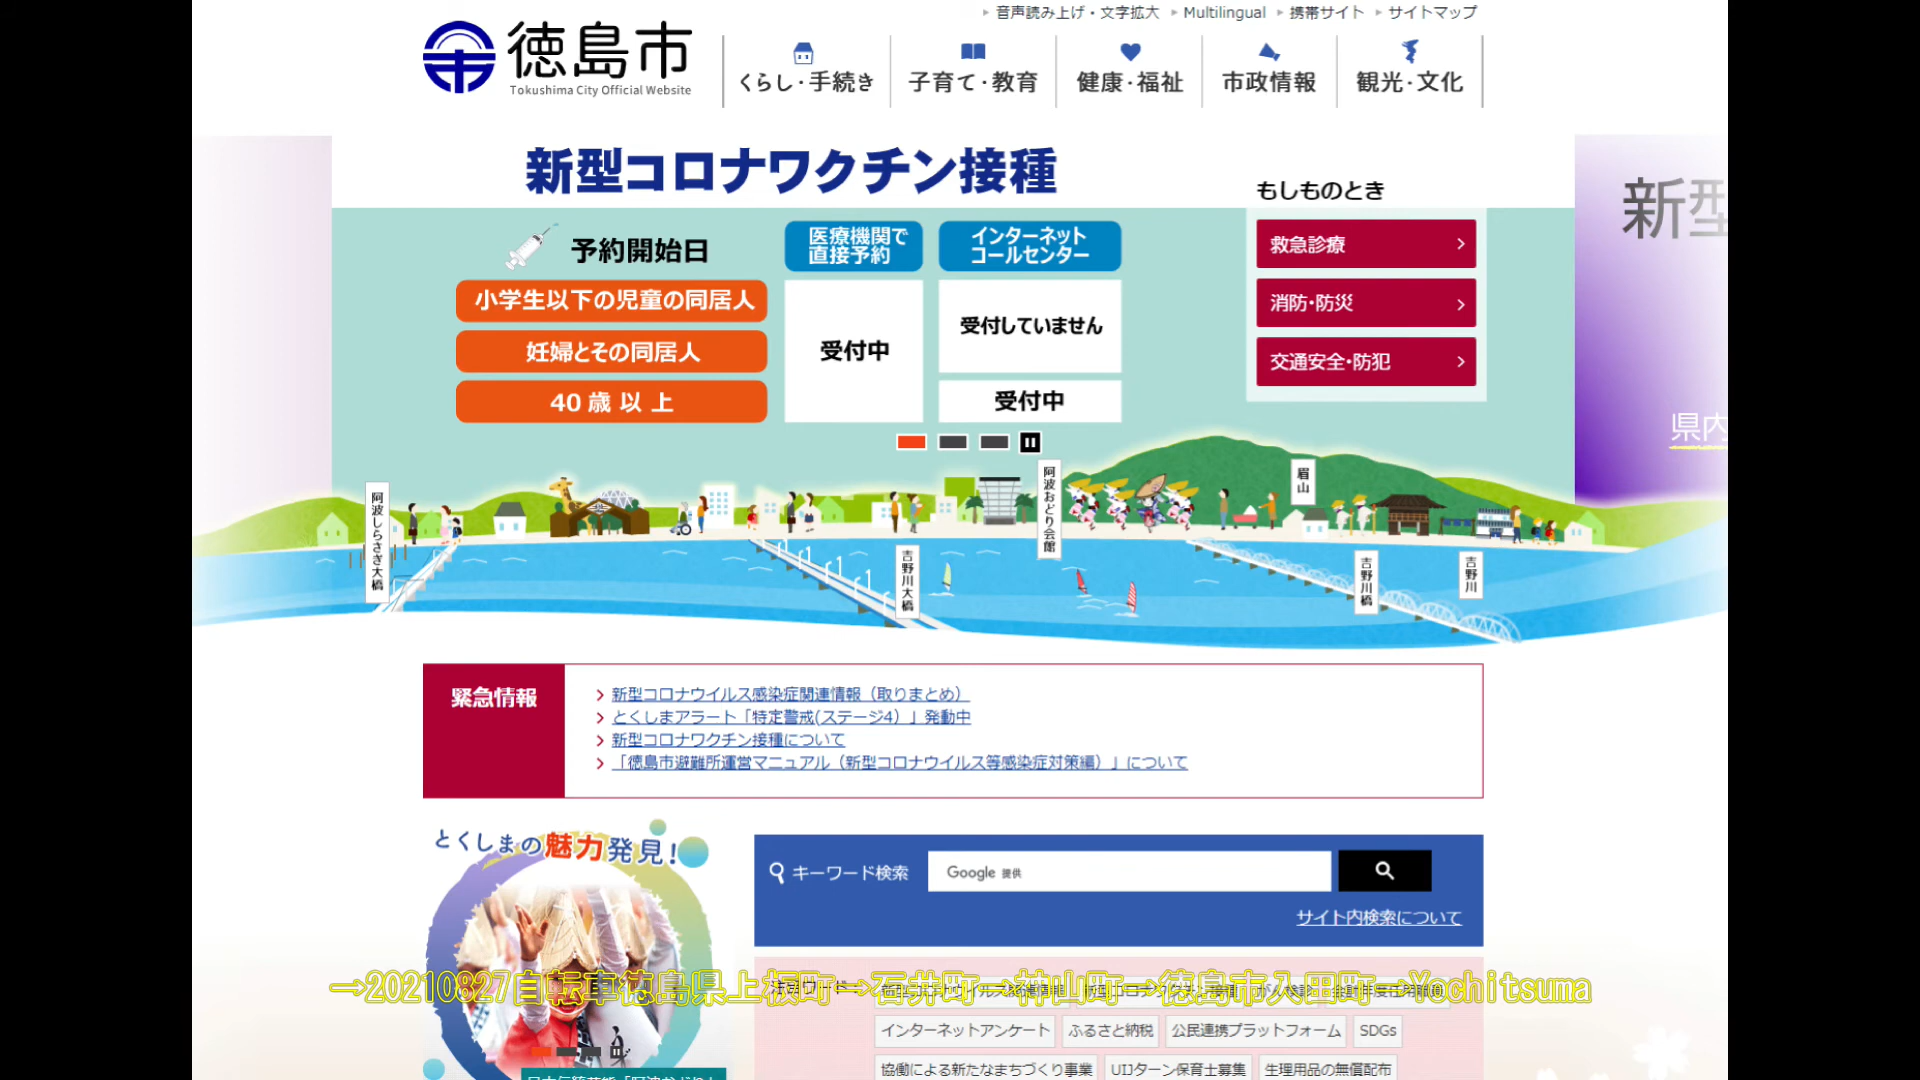 音声読み上げ・文字拡大 Multilingual 携帯サイト サイトマップ
徳島市
Tokushima City Official Website
くらし・手続き 子育て・教育 健康・福祉 市政情報 観光・文化
新型コロナワクチン接種
予約開始日
医療機関で
直接予約
インターネット
コールセンター
小学生以下の児童の同居人
妊婦とその同居人
40歳以上
受付中
受付していません
受付中
もしものとき
救急診療
消防・防災
交通安全・防犯
新型
県内
阿波しらさぎ大橋
吉野川大橋
阿波おどり会館
眉山
吉野川橋
吉野川
緊急情報
新型コロナウイルス感染症関連情報（取りまとめ）
とくしまアラート「特定警戒(ステージ4）」発動中
新型コロナワクチン接種について
「徳島市避難所運営マニュアル（新型コロナウイルス等感染症対策編）」について
とくしまの魅力発見!
キーワード検索
Google 提供
サイト内検索について
→20210827自転車徳島県上板町→石井町→神山町→徳島市入田町→Yochitsuma
インターネットアンケート ふるさと納税 公民連携プラットフォーム SDGs
協働による新たなまちづくり事業 UIJターン保育士募集 生理用品の無償配布